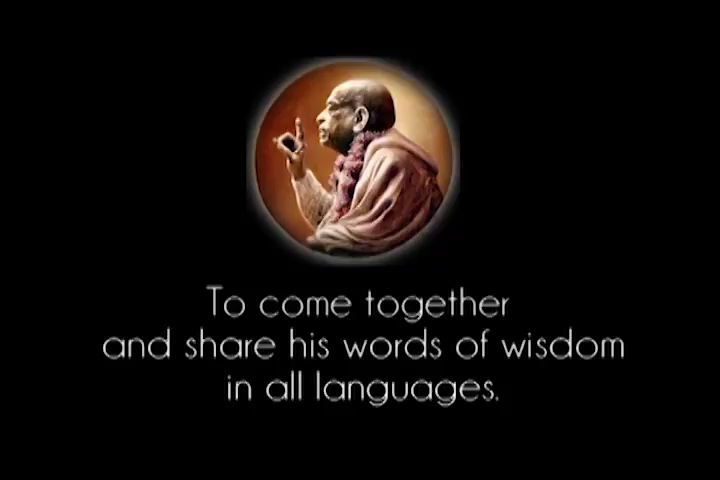 To come together
and share his words of wisdom
in all languages.